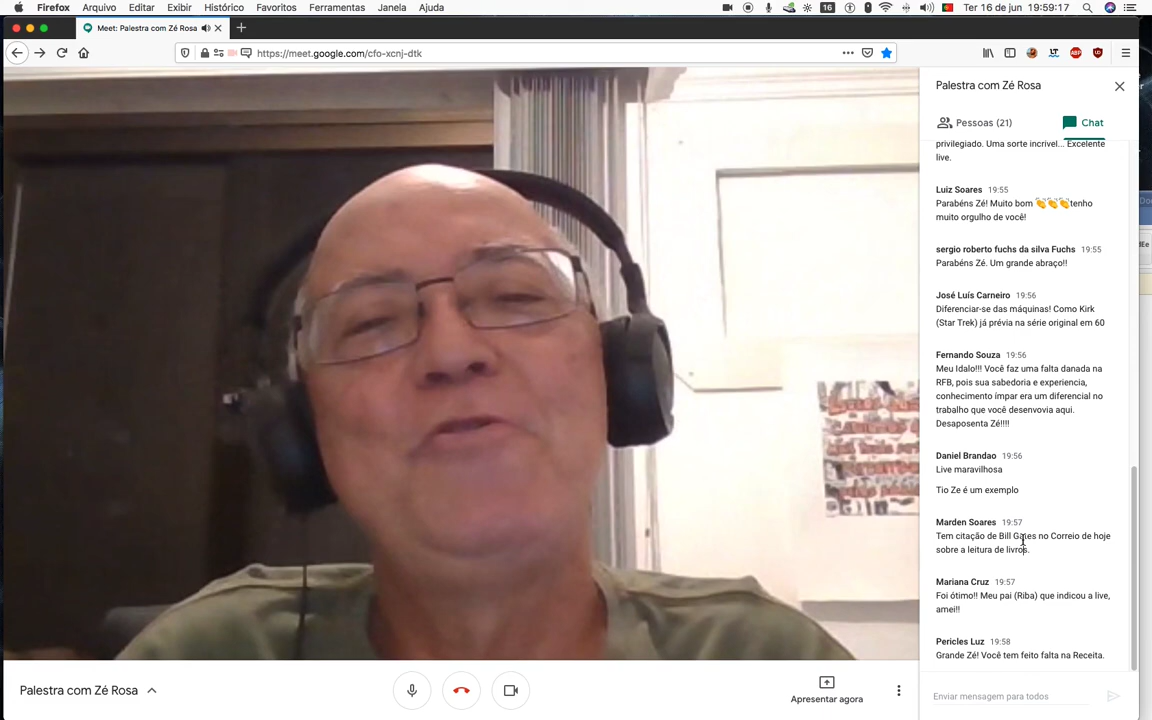 Firefox Arquivo Editar Exibir Histórico Favoritos Ferramentas Janela Ajuda
16
Ter 16 de jun 19:59:17
Meet: Palestra com Zé Rosa
https://meet.google.com/cfo-xcnj-dtk
ABP
Palestra com Zé Rosa
Pessoas (21)
Chat
privilegiado. Uma sorte incrivel... Excelente
live.
Luiz Soares 19:55
Parabéns Zé! Muito bom 👏👏👏tenho
muito orgulho de você!
sergio roberto fuchs da silva Fuchs 19:55
Parabéns Zé. Um grande abraço!!
José Luís Carneiro 19:56
Diferenciar-se das máquinas! Como Kirk
(Star Trek) já prévia na série original em 60
Fernando Souza 19:56
Meu Idalo!!! Você faz uma falta danada na
RFB, pois sua sabedoria e experiencia,
conhecimento ímpar era um diferencial no
trabalho que você desenvovia aqui.
Desaposenta Zé!!!!
Daniel Brandao 19:56
Live maravilhosa
Tio Ze é um exemplo
Marden Soares 19:57
Tem citação de Bill Gates no Correio de hoje
sobre a leitura de livros.
Mariana Cruz 19:57
Foi ótimo!! Meu pai (Riba) que indicou a live,
amei!!
Pericles Luz 19:58
Grande Zé! Você tem feito falta na Receita.
Enviar mensagem para todos
Palestra com Zé Rosa
Apresentar agora